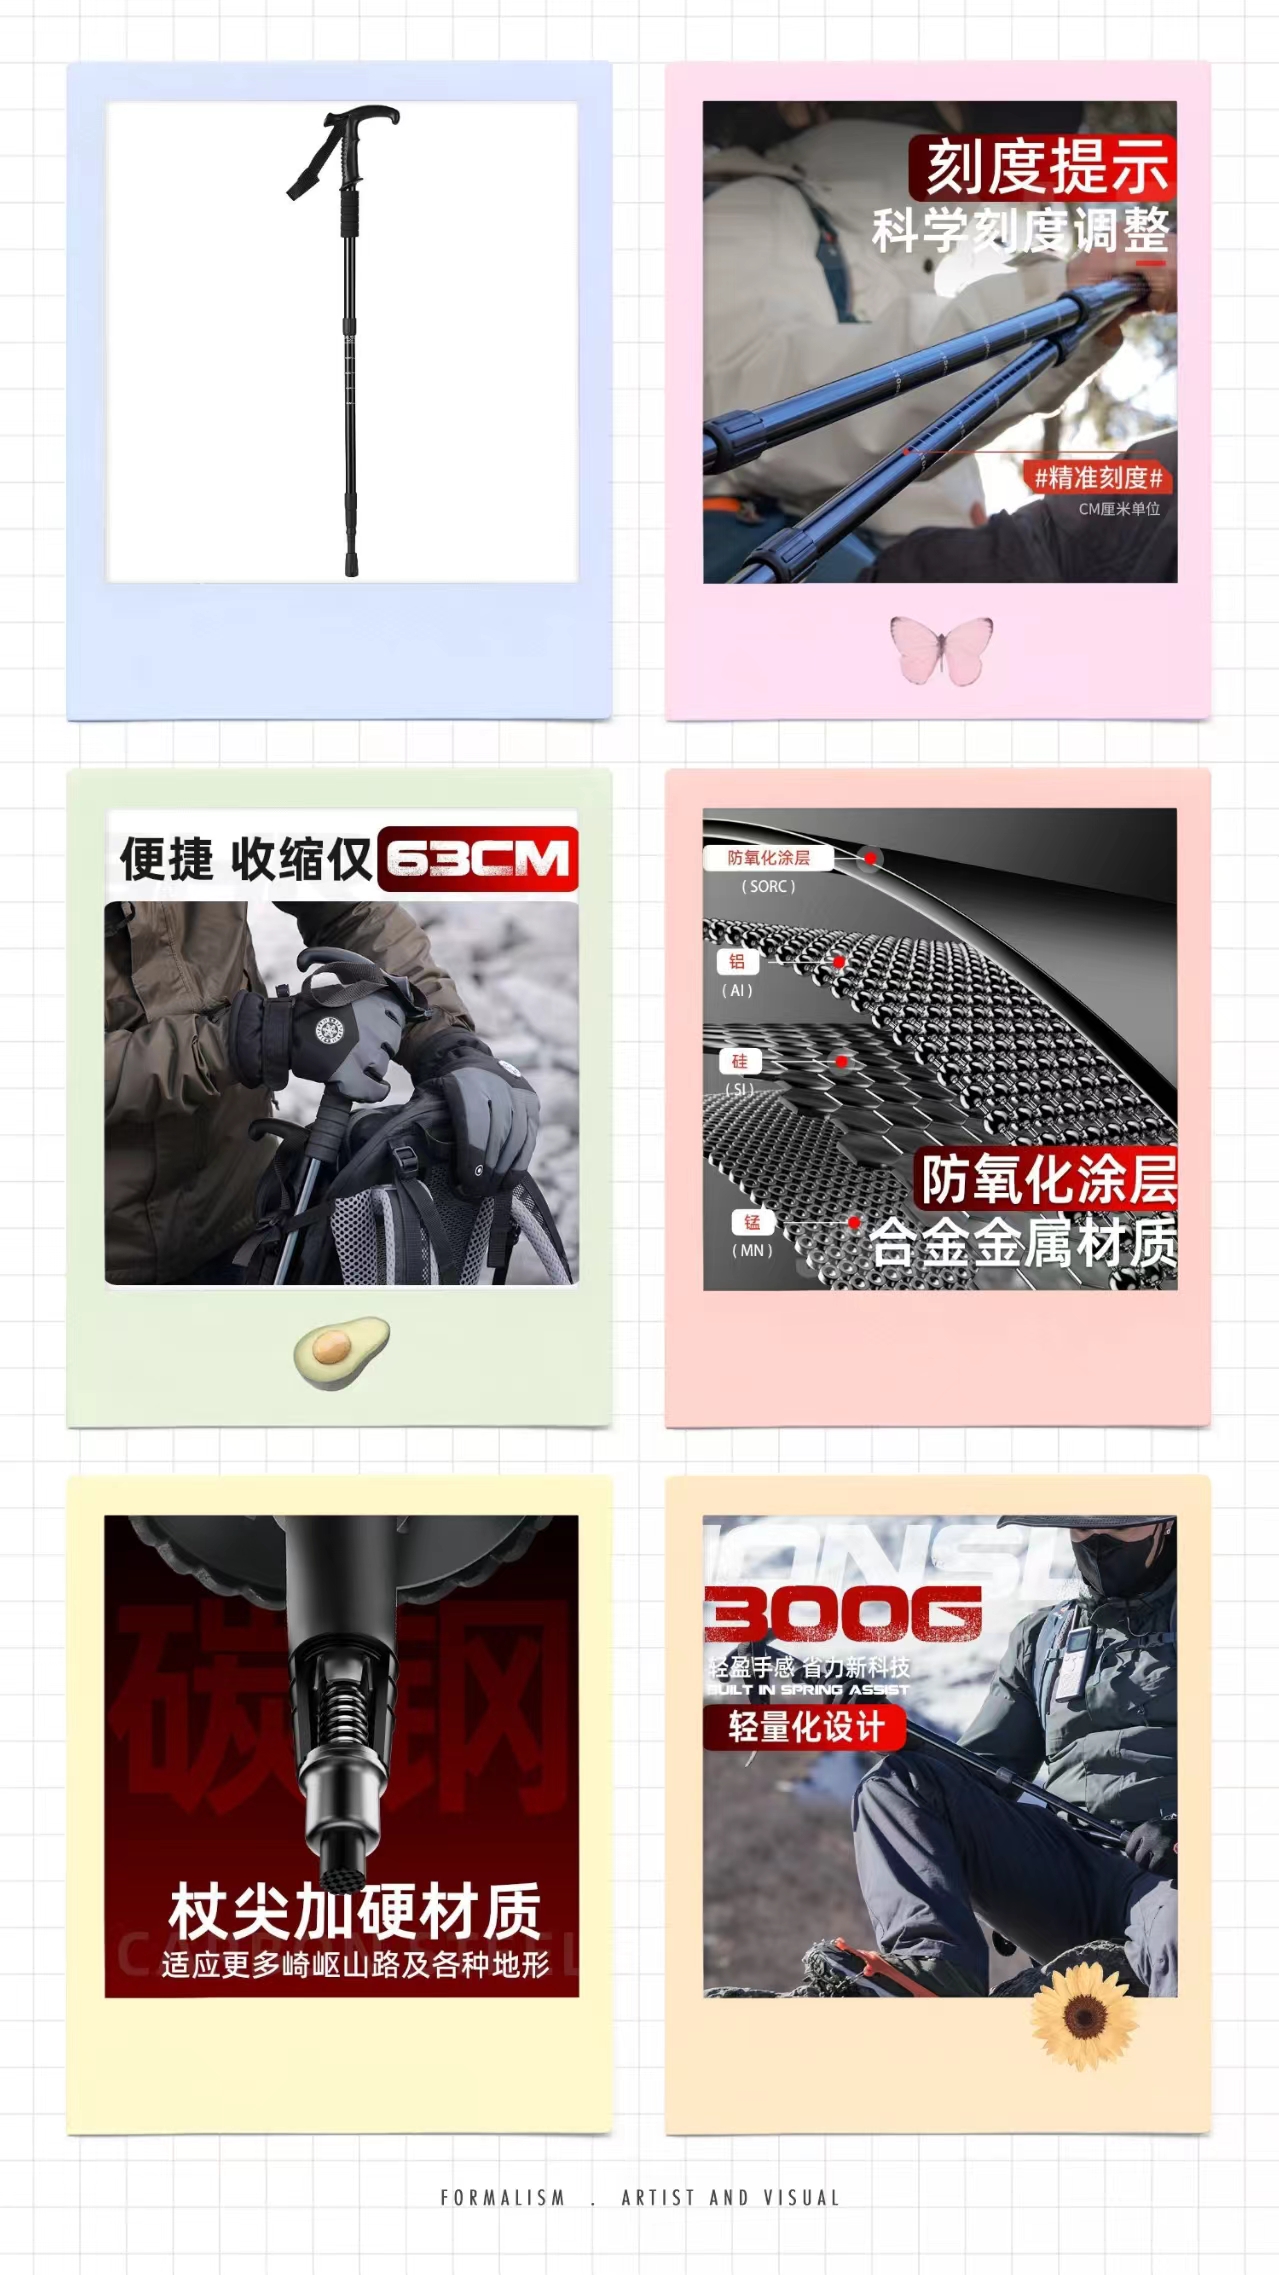 刻度提示
科学刻度调整
#精准刻度#
CM厘米单位
便捷 收缩仅 63CM
防氧化涂层
( SORC )
铝
( AI )
硅
( SI )
锰
( MN )
防氧化涂层
合金金属材质
碳钢
杖尖加硬材质
适应更多崎岖山路及各种地形
300G
轻盈手感 省力新科技
BUILT IN SPRING ASSIST
轻量化设计
FORMALISM . ARTIST AND VISUAL